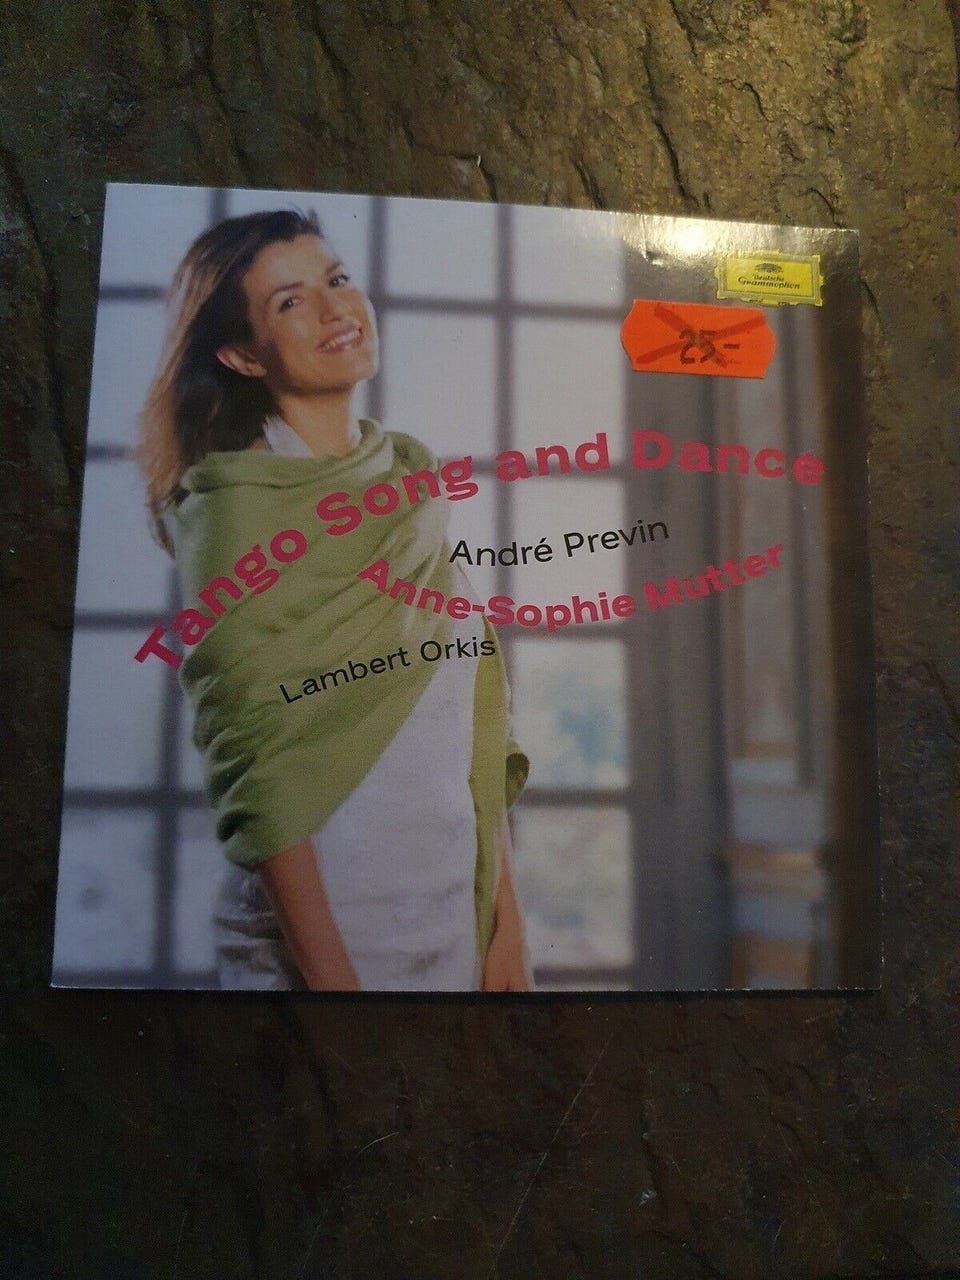 Deutsche
Grammophon
25.-
Tango Song and Dance
André Previn
Anne-Sophie Mutter
Lambert Orkis